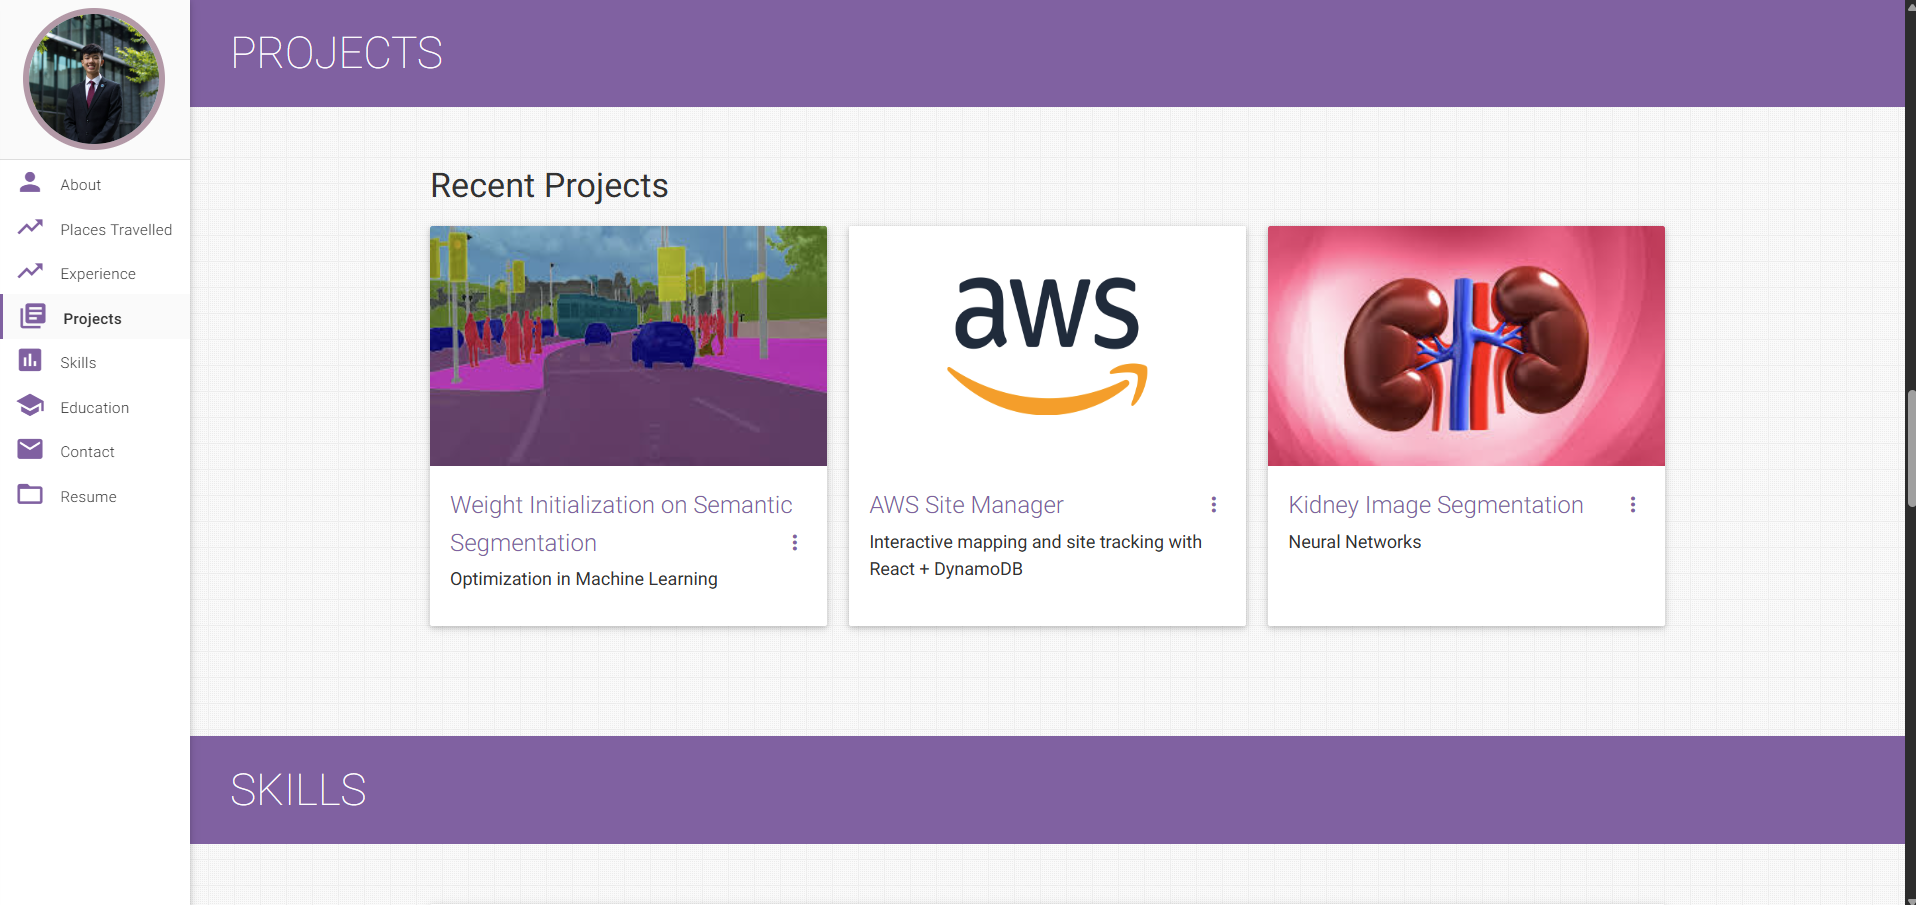 PROJECTS
About
Places Travelled
Experience
Projects
Skills
Education
Contact
Resume
Recent Projects
aws
Weight Initialization on Semantic
Segmentation
Optimization in Machine Learning
AWS Site Manager
Interactive mapping and site tracking with
React + DynamoDB
Kidney Image Segmentation
Neural Networks
SKILLS